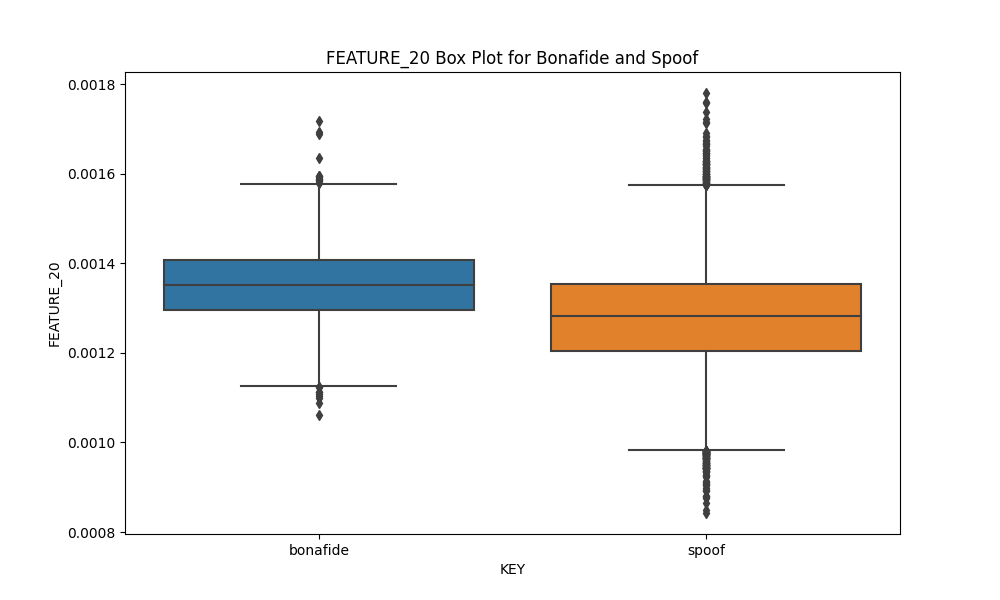 FEATURE_20 Box Plot for Bonafide and Spoof
0.0018
0.0016
0.0014
0.0012
0.0010
0.0008
FEATURE_20
bonafide
spoof
KEY